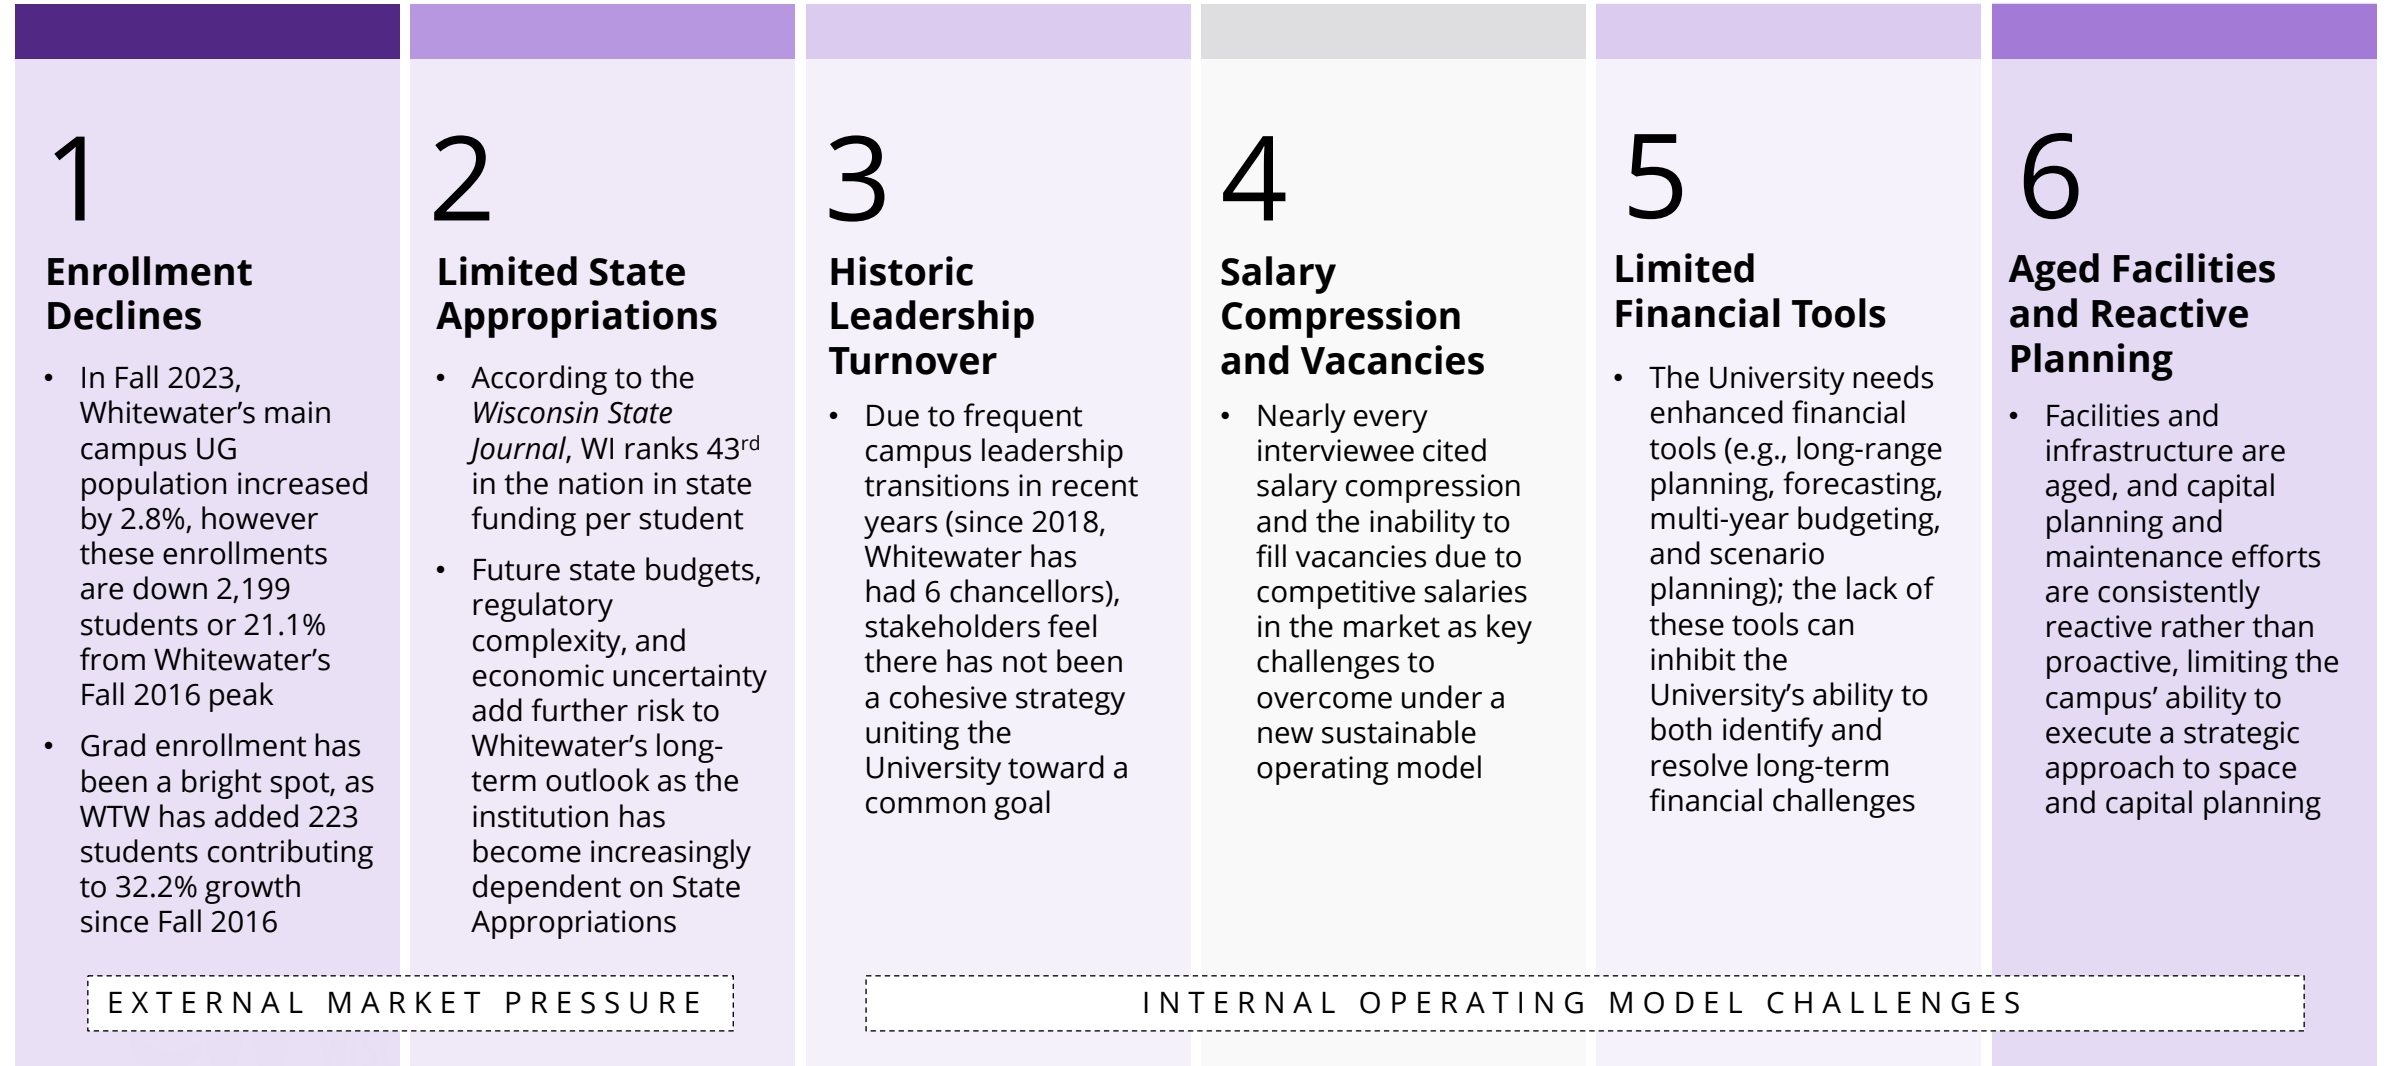 1
Enrollment
Declines
• In Fall 2023,
Whitewater’s main
campus UG
population increased
by 2.8%, however
these enrollments
are down 2,199
students or 21.1%
from Whitewater’s
Fall 2016 peak
• Grad enrollment has
been a bright spot, as
WTW has added 223
students contributing
to 32.2% growth
since Fall 2016
2
Limited State
Appropriations
• According to the
Wisconsin State
Journal, WI ranks 43rd
in the nation in state
funding per student
• Future state budgets,
regulatory
complexity, and
economic uncertainty
add further risk to
Whitewater’s long-
term outlook as the
institution has
become increasingly
dependent on State
Appropriations
EXTERNAL MARKET PRESSURE
3
Historic
Leadership
Turnover
• Due to frequent
campus leadership
transitions in recent
years (since 2018,
Whitewater has
had 6 chancellors),
stakeholders feel
there has not been
a cohesive strategy
uniting the
University toward a
common goal
4
Salary
Compression
and Vacancies
• Nearly every
interviewee cited
salary compression
and the inability to
fill vacancies due to
competitive salaries
in the market as key
challenges to
overcome under a
new sustainable
operating model
5
Limited
Financial Tools
• The University needs
enhanced financial
tools (e.g., long-range
planning, forecasting,
multi-year budgeting,
and scenario
planning); the lack of
these tools can
inhibit the
University’s ability to
both identify and
resolve long-term
financial challenges
6
Aged Facilities
and Reactive
Planning
• Facilities and
infrastructure are
aged, and capital
planning and
maintenance efforts
are consistently
reactive rather than
proactive, limiting the
campus’ ability to
execute a strategic
approach to space
and capital planning
INTERNAL OPERATING MODEL CHALLENGES